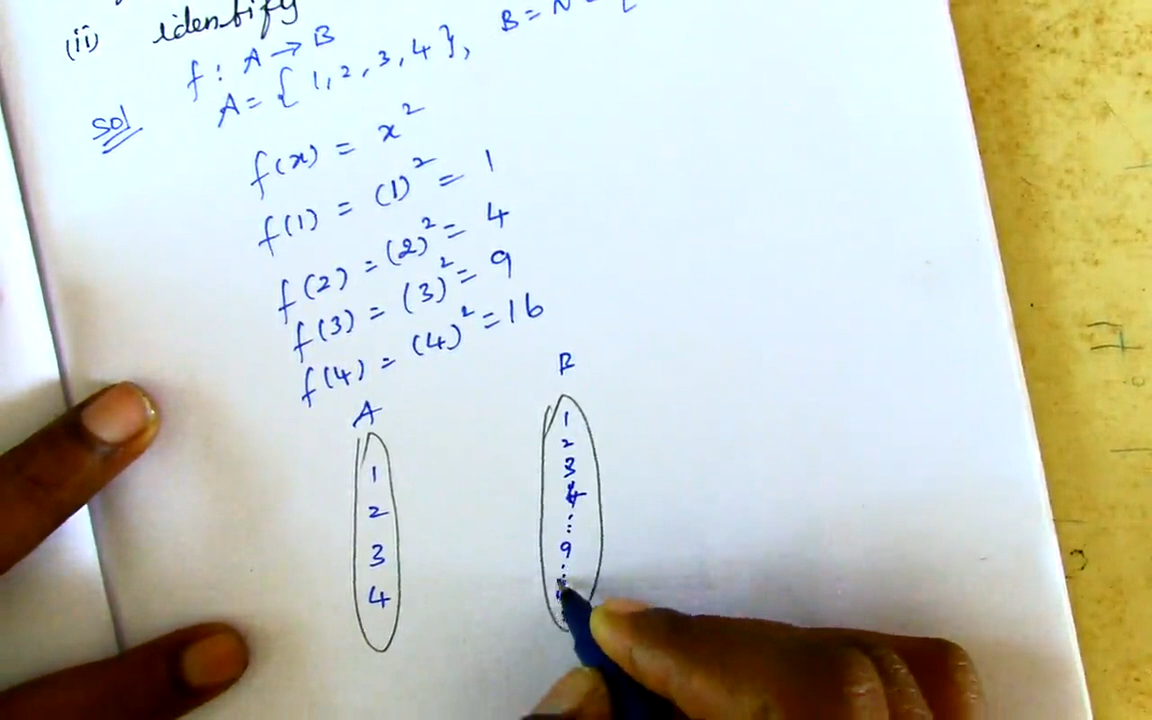 (ii) identify
f : A → B
A = { 1, 2, 3, 4 }, B = N
Sol
f(x) = x²
f(1) = (1)² = 1
f(2) = (2)² = 4
f(3) = (3)² = 9
f(4) = (4)² = 16
A B
1
2
3
4
1
2
3
4
⋮
9
⋮